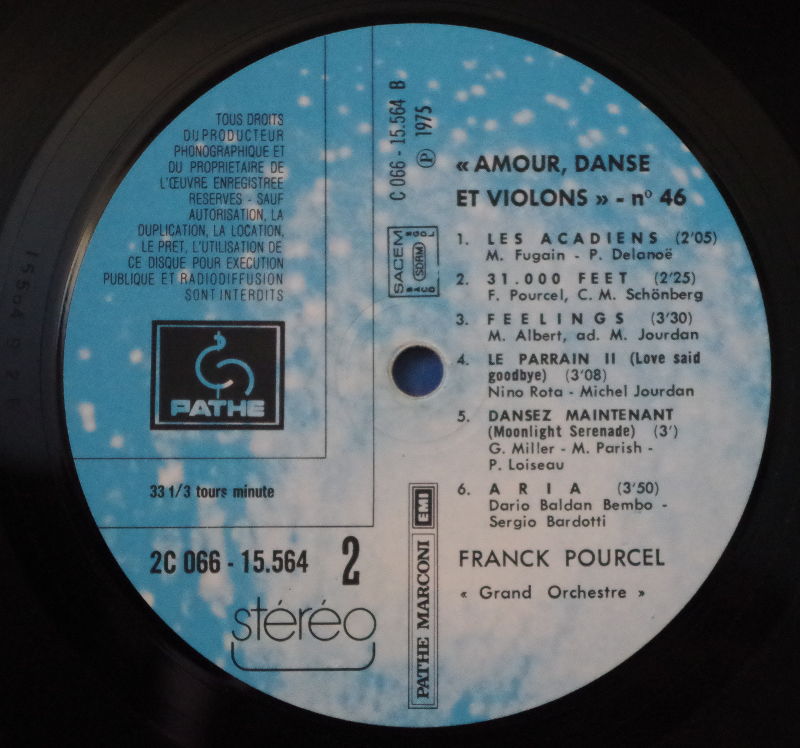 TOUS DROITS
DU PRODUCTEUR
PHONOGRAPHIQUE ET
DU PROPRIETAIRE DE
L'ŒUVRE ENREGISTREE
RESERVES - SAUF
AUTORISATION, LA
DUPLICATION, LA LOCATION,
LE PRET, L'UTILISATION DE
CE DISQUE POUR EXECUTION
PUBLIQUE ET RADIODIFFUSION
SONT INTERDITS
PATHE
33 1/3 tours minute
2C 066 - 15.564 2
stéréo
C 066 - 15.564 B
℗ 1975
SACEM
SDRM
PATHE MARCONI EMI
« AMOUR, DANSE
ET VIOLONS » - n° 46
1. LES ACADIENS (2'05)
M. Fugain - P. Delanoë
2. 31.000 FEET (2'25)
F. Pourcel, C. M. Schönberg
3. FEELINGS (3'30)
M. Albert, ad. M. Jourdan
4. LE PARRAIN II (Love said
goodbye) (3'08)
Nino Rota - Michel Jourdan
5. DANSEZ MAINTENANT
(Moonlight Serenade) (3')
G. Miller - M. Parish -
P. Loiseau
6. ARIA (3'50)
Dario Baldan Bembo -
Sergio Bardotti
FRANCK POURCEL
« Grand Orchestre »